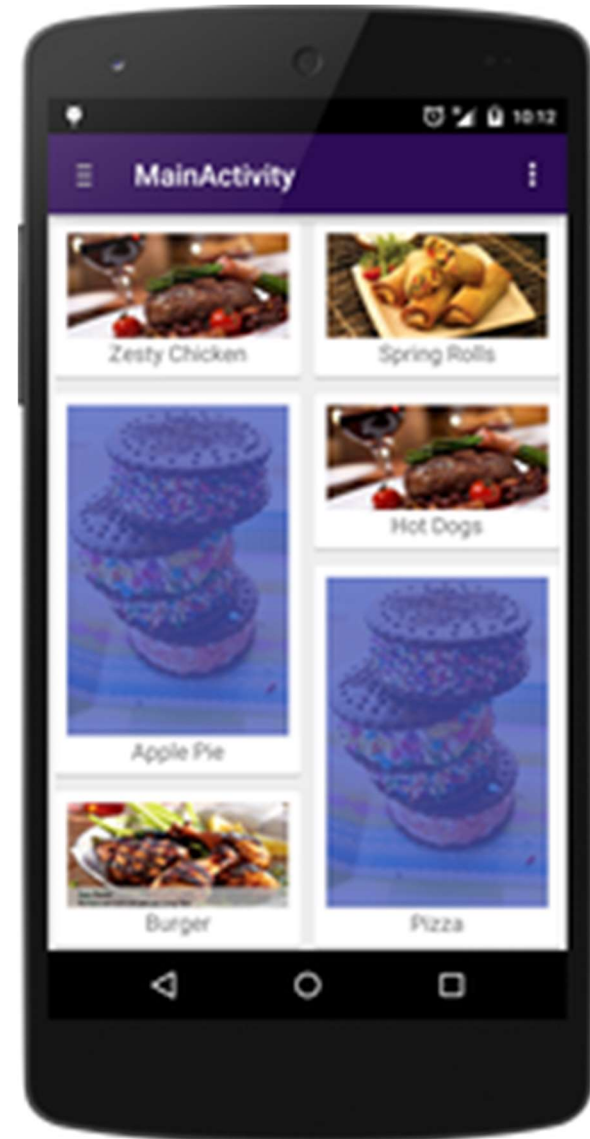 10:12
MainActivity
Zesty Chicken
Spring Rolls
Hot Dogs
Apple Pie
Burger
Pizza